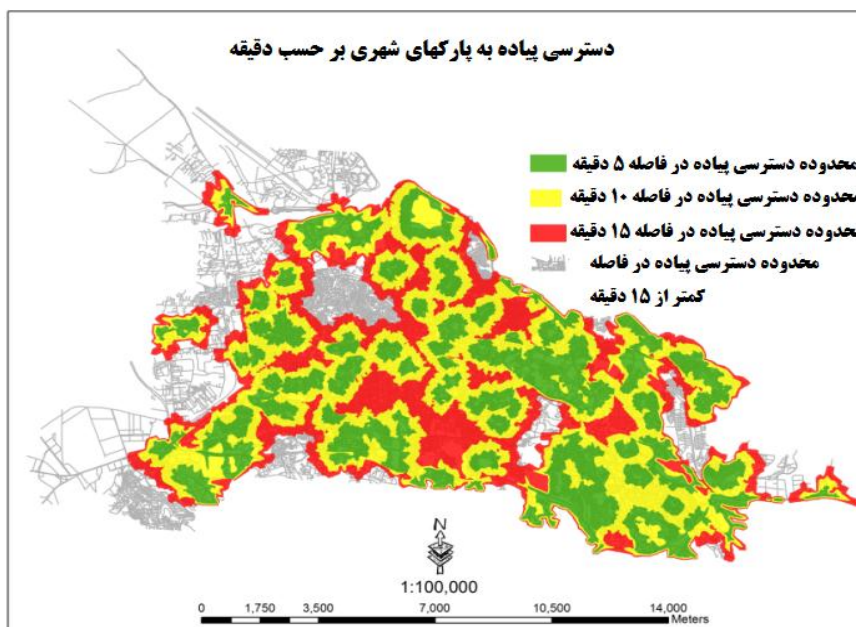 دسترسی پیاده به پارکهای شهری بر حسب دقیقه
محدوده دسترسی پیاده در فاصله ۵ دقیقه
محدوده دسترسی پیاده در فاصله ۱۰ دقیقه
محدوده دسترسی پیاده در فاصله ۱۵ دقیقه
محدوده دسترسی پیاده در فاصله
کمتر از ۱۵ دقیقه
N
1:100,000
0 1,750 3,500 7,000 10,500 14,000
Meters